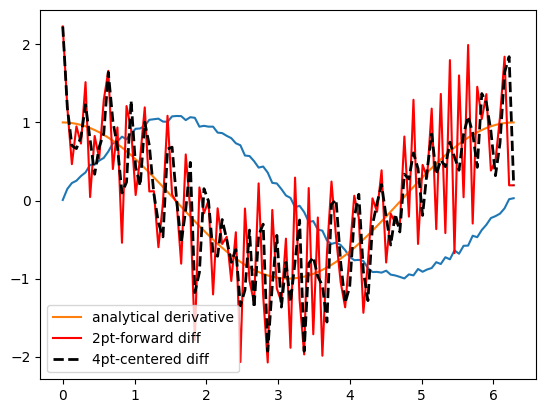 2
1
0
−1
−2
analytical derivative
2pt-forward diff
4pt-centered diff
0 1 2 3 4 5 6